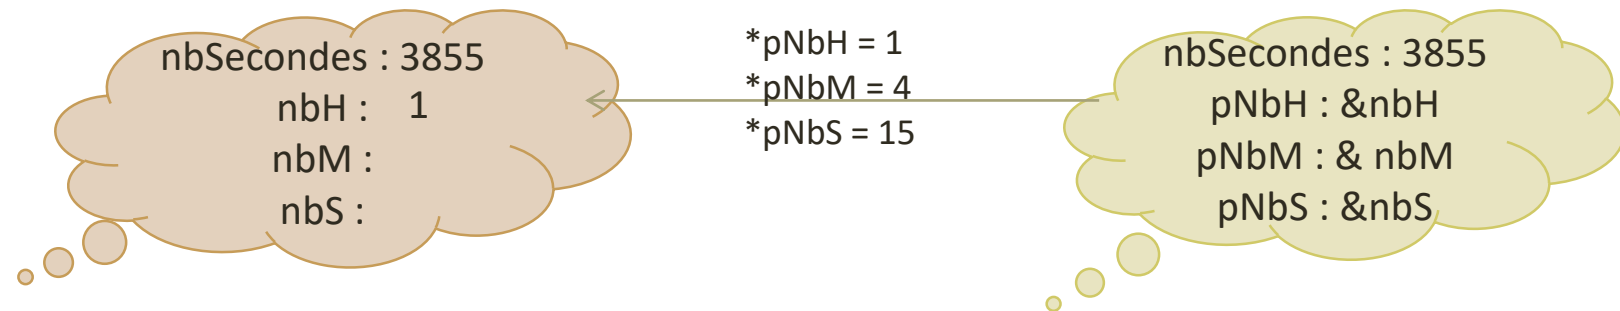 nbSecondes : 3855
nbH : 1
nbM :
nbS :
*pNbH = 1
*pNbM = 4
*pNbS = 15
nbSecondes : 3855
pNbH : &nbH
pNbM : & nbM
pNbS : &nbS